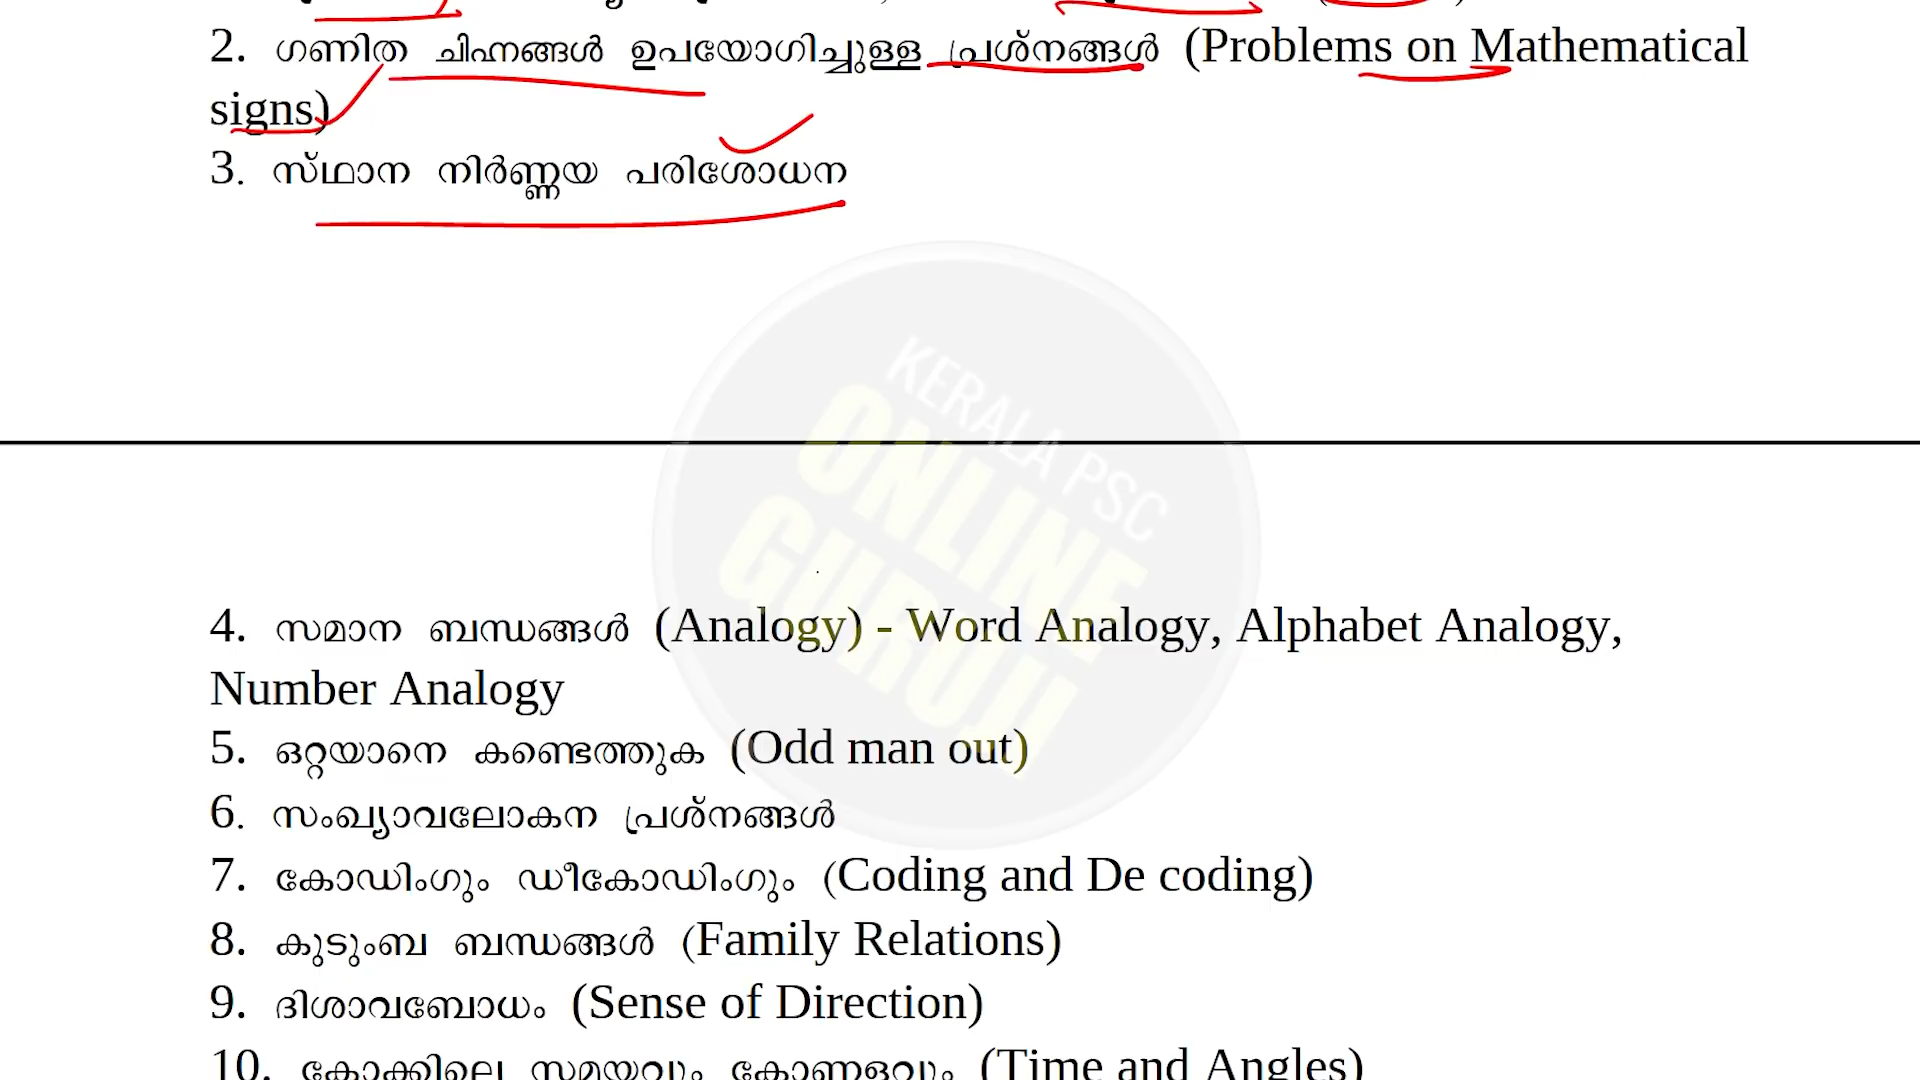 2. ഗണിത ചിഹ്നങ്ങൾ ഉപയോഗിച്ചുള്ള പ്രശ്നങ്ങൾ (Problems on Mathematical
signs)
3. സ്ഥാന നിർണ്ണയ പരിശോധന
KERALA PSC
ONLINE
GURUJI
4. സമാന ബന്ധങ്ങൾ (Analogy) - Word Analogy, Alphabet Analogy,
Number Analogy
5. ഒറ്റയാനെ കണ്ടെത്തുക (Odd man out)
6. സംഖ്യാവലോകന പ്രശ്നങ്ങൾ
7. കോഡിംഗും ഡീകോഡിംഗും (Coding and De coding)
8. കുടുംബ ബന്ധങ്ങൾ (Family Relations)
9. ദിശാവബോധം (Sense of Direction)
10. ക്ലോക്കിലെ സമയവും കോണളവും (Time and Angles)